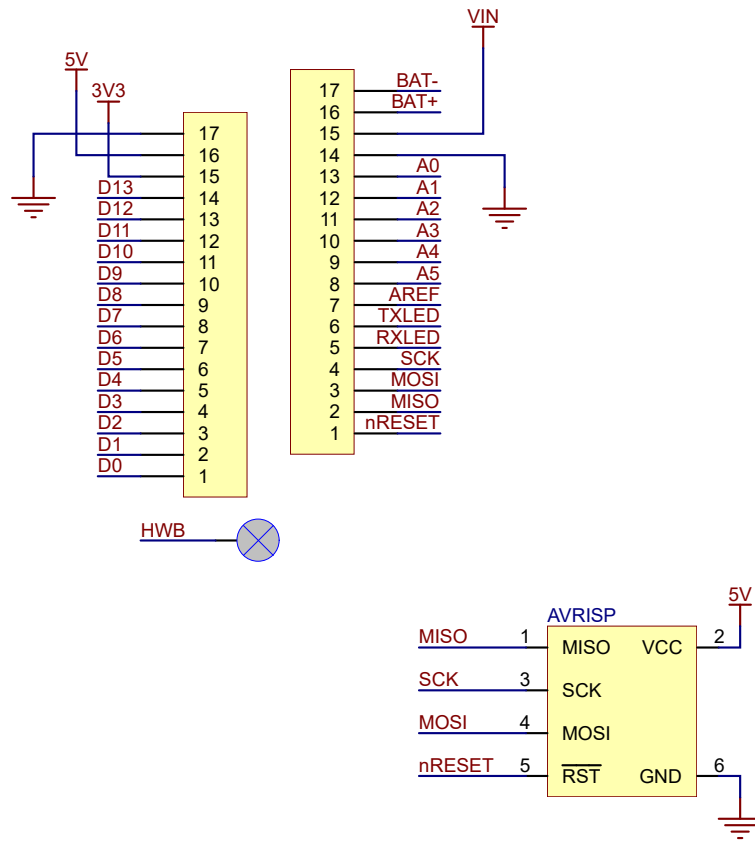 VIN
5V
3V3
17
16
15
D13 14
D12 13
D11 12
D10 11
D9 10
D8 9
D7 8
D6 7
D5 6
D4 5
D3 4
D2 3
D1 2
D0 1
17 BAT-
16 BAT+
15
14
13 A0
12 A1
11 A2
10 A3
9 A4
8 A5
7 AREF
6 TXLED
5 RXLED
4 SCK
3 MOSI
2 MISO
1 nRESET
HWB
5V
AVRISP
MISO 1 MISO VCC 2
SCK 3 SCK
MOSI 4 MOSI
nRESET 5 RST GND 6